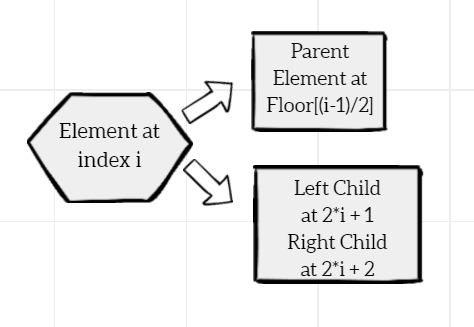 Element at
index i
Parent
Element at
Floor[(i-1)/2]
Left Child
at 2*i + 1
Right Child
at 2*i + 2